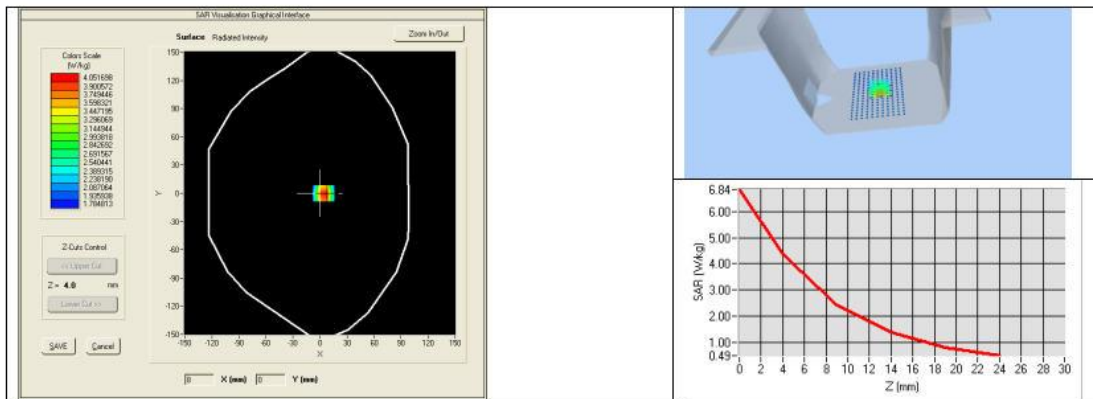 SAR Visualisation Graphical Interface
Surface Radiated Intensity
Zoom In/Out
Colors Scale
(W/kg)
4.051698
3.900572
3.749446
3.598321
3.447195
3.296069
3.144944
2.993818
2.842692
2.691567
2.540441
2.389315
2.238190
2.087064
1.935938
1.784813
150
120
90
60
30
0
-30
-60
-90
-120
-150
Y
-150 -120 -90 -60 -30 0 30 60 90 120 150
X
Z-Cuts Control
<< Upper Cut
Z = 4.0 mm
Lower Cut >>
SAVE Cancel
0 X (mm) 0 Y (mm)
6.84
6.00
5.00
4.00
3.00
2.00
1.00
0.49
SAR (W/kg)
0 2 4 6 8 10 12 14 16 18 20 22 24 26 28 30
Z (mm)